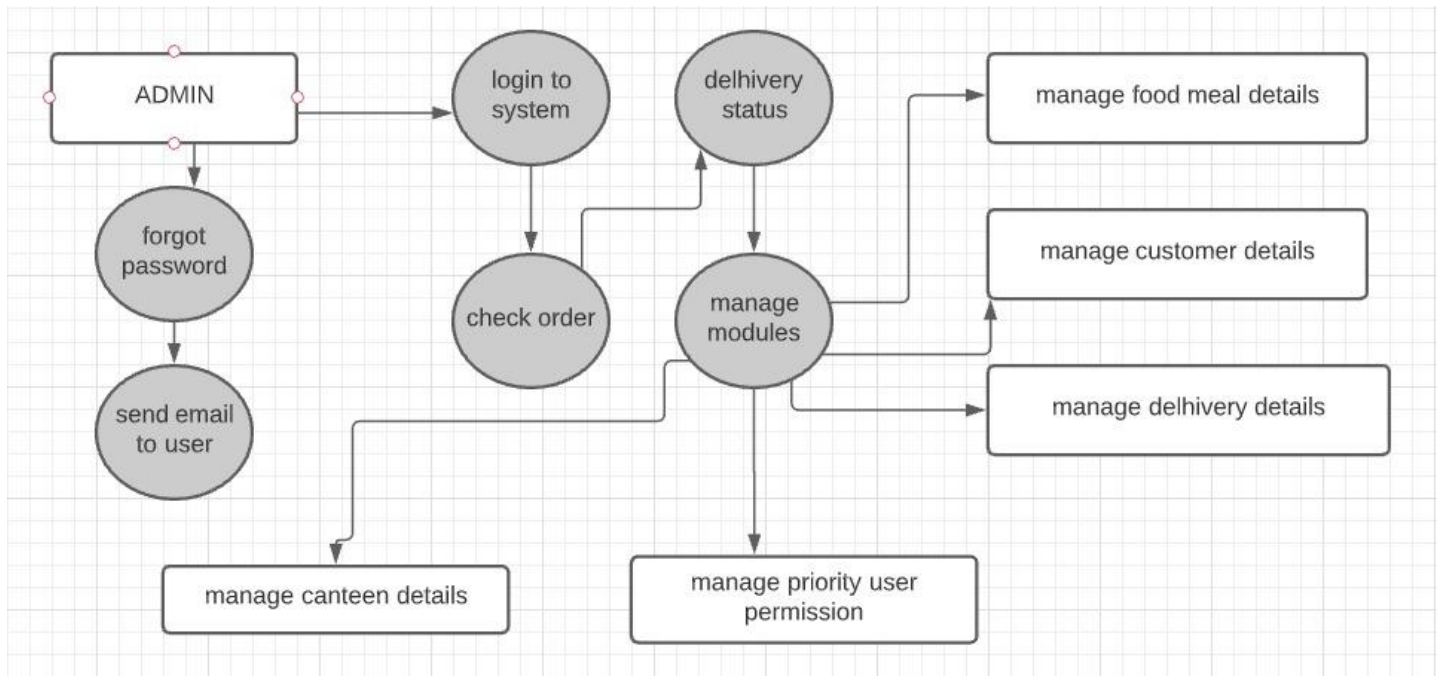 ADMIN
login to
system
delhivery
status
manage food meal details
forgot
password
manage customer details
check order
manage
modules
send email
to user
manage delhivery details
manage canteen details
manage priority user
permission